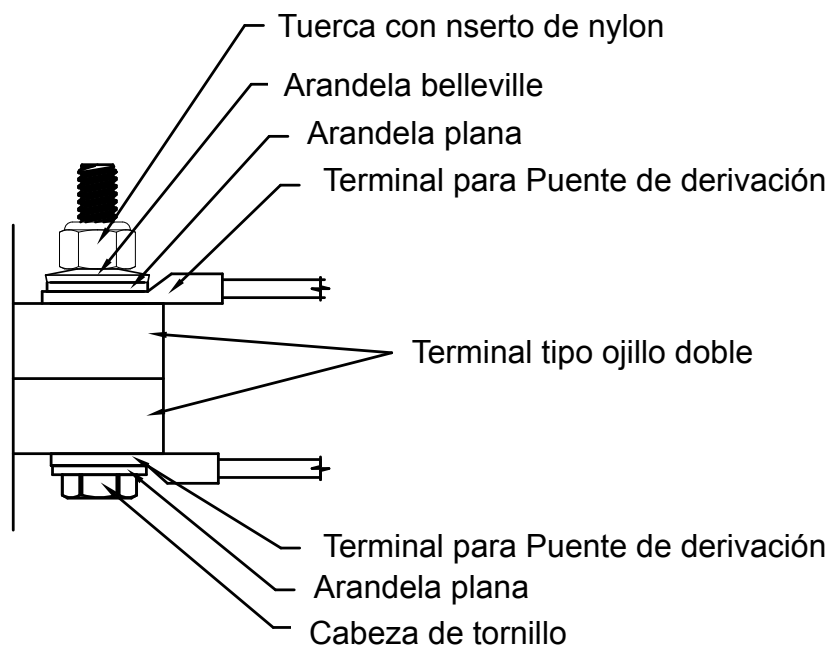 Tuerca con nserto de nylon
Arandela belleville
Arandela plana
Terminal para Puente de derivación
Terminal tipo ojillo doble
Terminal para Puente de derivación
Arandela plana
Cabeza de tornillo